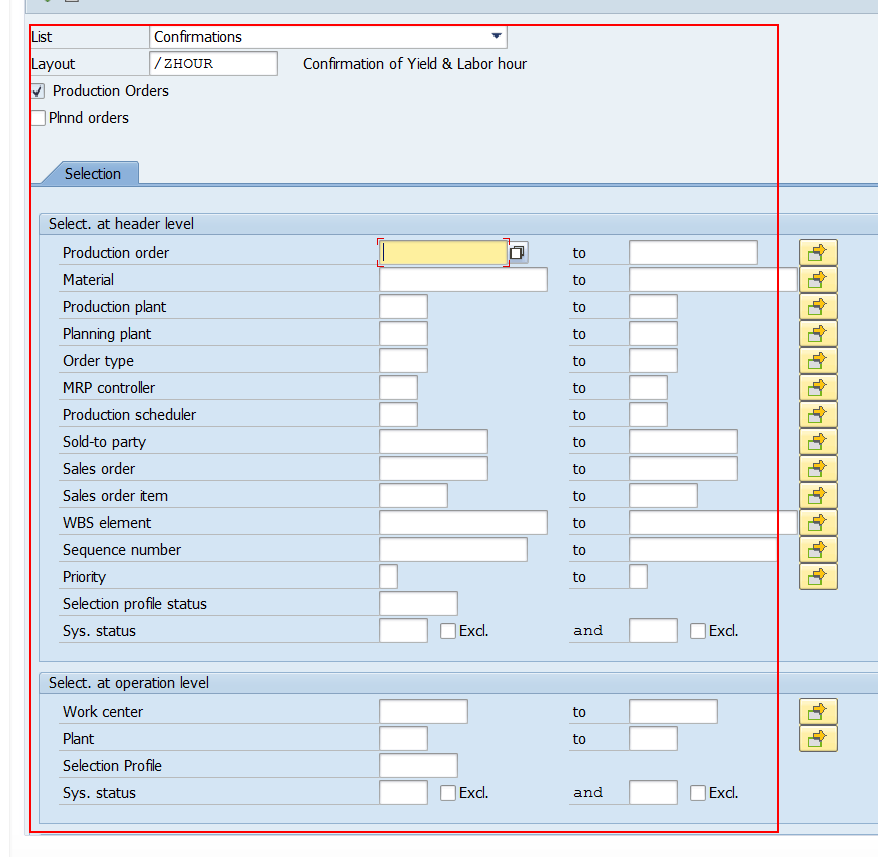 List Confirmations
Layout /ZHOUR Confirmation of Yield & Labor hour
Production Orders
Plnnd orders
Selection
Select. at header level
Production order to
Material to
Production plant to
Planning plant to
Order type to
MRP controller to
Production scheduler to
Sold-to party to
Sales order to
Sales order item to
WBS element to
Sequence number to
Priority to
Selection profile status
Sys. status Excl. and Excl.
Select. at operation level
Work center to
Plant to
Selection Profile
Sys. status Excl. and Excl.